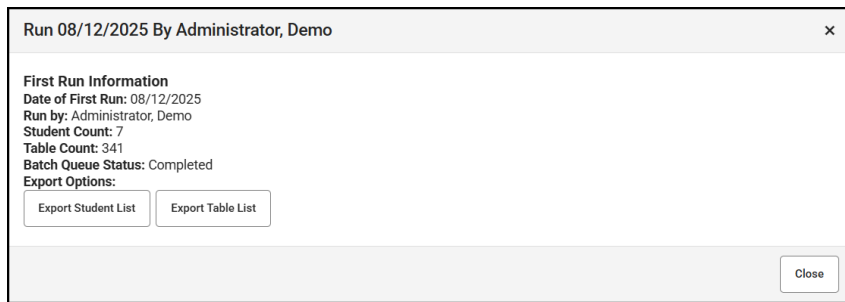 Run 08/12/2025 By Administrator, Demo
×
First Run Information
Date of First Run: 08/12/2025
Run by: Administrator, Demo
Student Count: 7
Table Count: 341
Batch Queue Status: Completed
Export Options:
Export Student List
Export Table List
Close